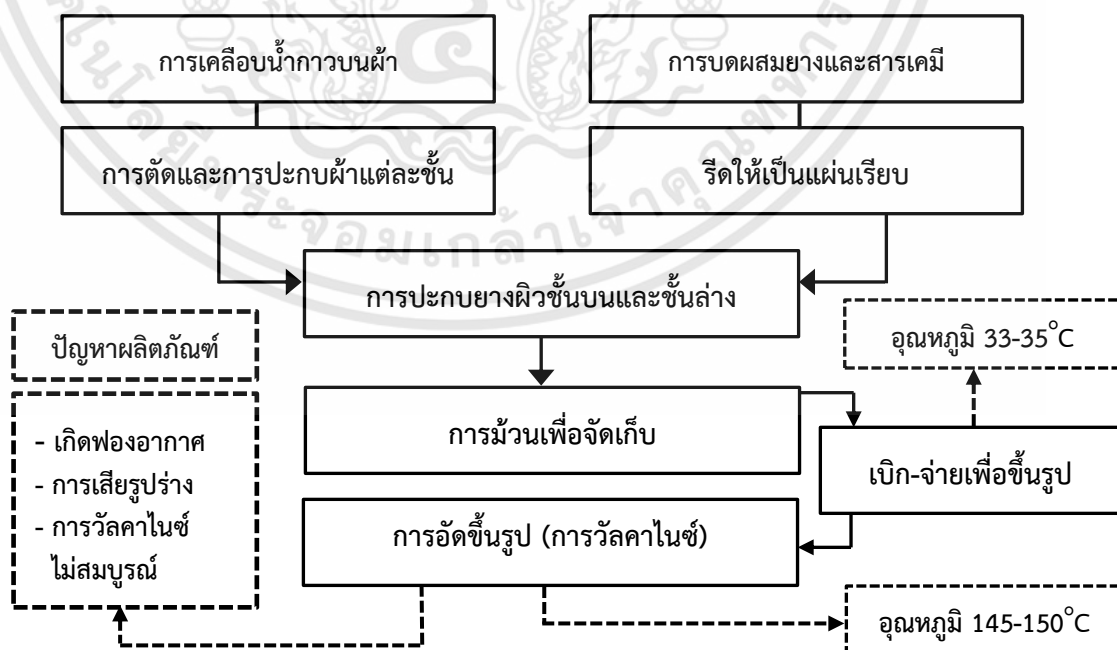 การเคลือบน้ำกาวบนผ้า
การบดผสมยางและสารเคมี
การตัดและการปะกบผ้าแต่ละชั้น
รีดให้เป็นแผ่นเรียบ
การปะกบยางผิวชั้นบนและชั้นล่าง
ปัญหาผลิตภัณฑ์
อุณหภูมิ 33-35°C
- เกิดฟองอากาศ
- การเสียรูปร่าง
- การวัลคาไนซ์
ไม่สมบูรณ์
การม้วนเพื่อจัดเก็บ
เบิก-จ่ายเพื่อขึ้นรูป
การอัดขึ้นรูป (การวัลคาไนซ์)
อุณหภูมิ 145-150°C